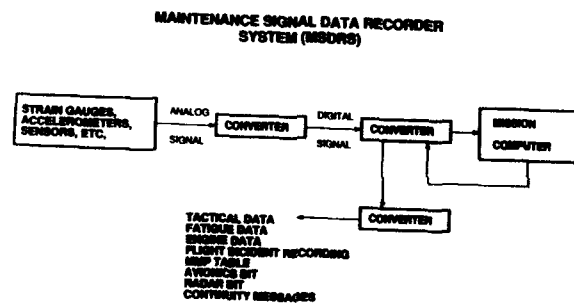 MAINTENANCE SIGNAL DATA RECORDER
SYSTEM (MSDRS)
STRAIN GAUGES,
ACCELEROMETERS,
SENSORS, ETC.
ANALOG
SIGNAL
CONVERTER
DIGITAL
SIGNAL
CONVERTER
MISSION
COMPUTER
CONVERTER
TACTICAL DATA
FATIGUE DATA
ENGINE DATA
FLIGHT INCIDENT RECORDING
MMP TABLE
AVIONICS BIT
RADAR BIT
CONTINUITY MESSAGES